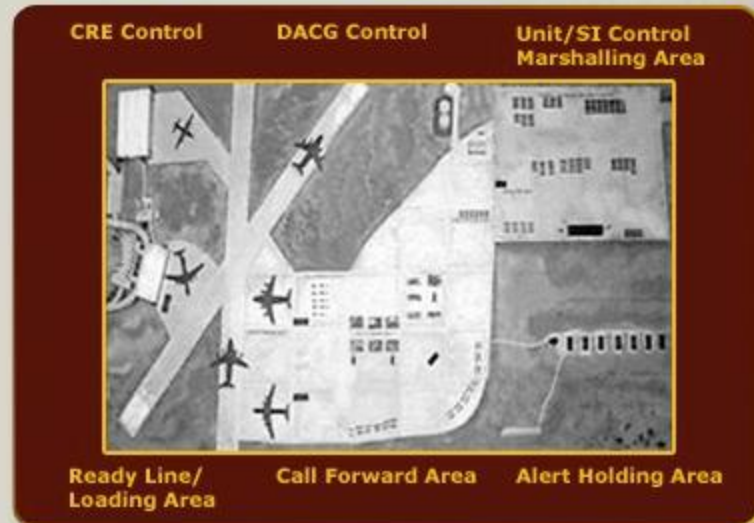 CRE Control
DACG Control
Unit/SI Control
Marshalling Area
Ready Line/
Loading Area
Call Forward Area
Alert Holding Area